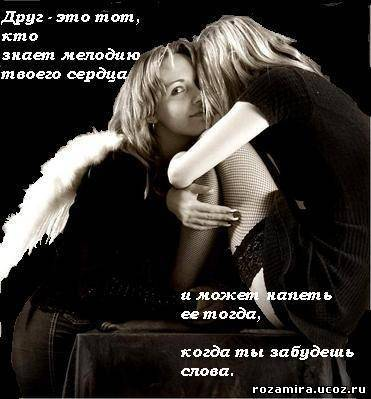 Друг - это тот,
кто
знает мелодию
твоего сердца
и может напеть
ее тогда,
когда ты забудешь
слова.
rozamira.ucoz.ru